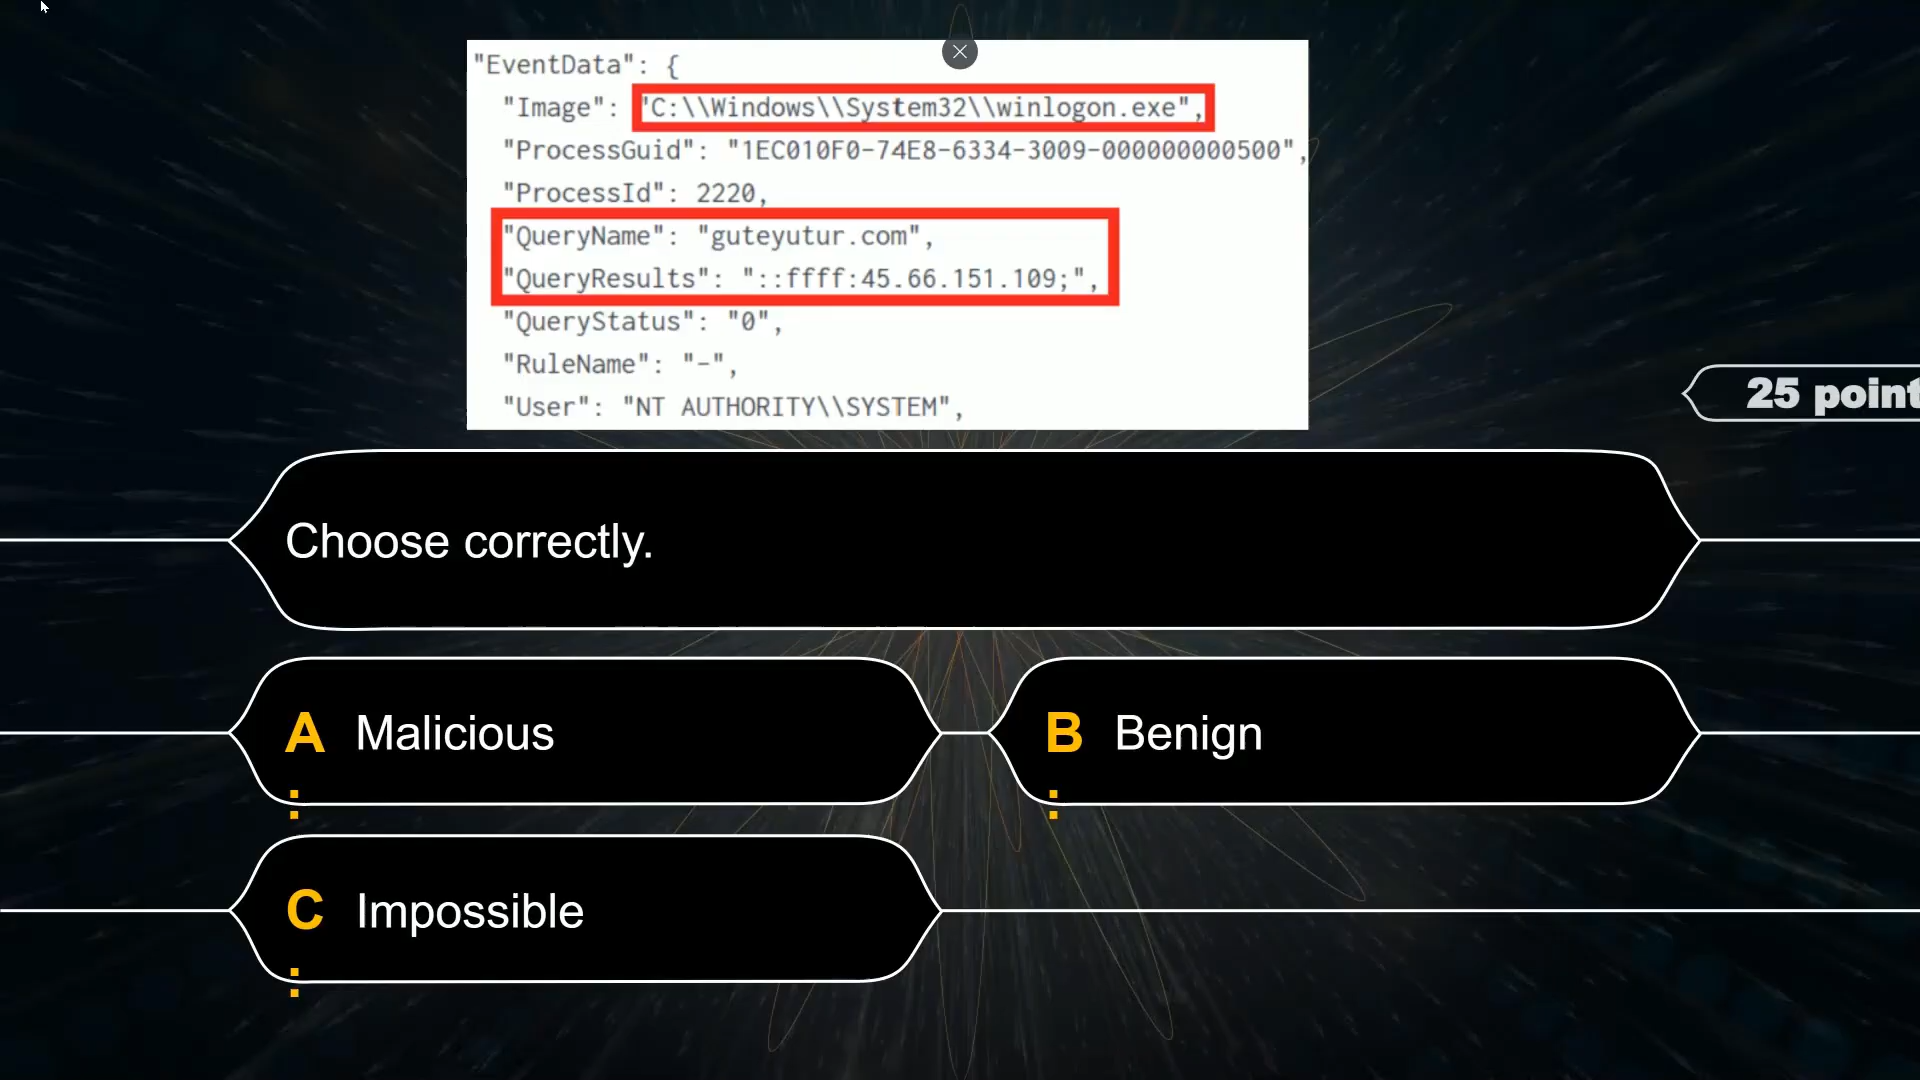 "EventData": {
"Image": "C:\\Windows\\System32\\winlogon.exe",
"ProcessGuid": "1EC010F0-74E8-6334-3009-000000000500",
"ProcessId": 2220,
"QueryName": "guteyutur.com",
"QueryResults": "::ffff:45.66.151.109;",
"QueryStatus": "0",
"RuleName": "-",
"User": "NT AUTHORITY\\SYSTEM",
25 point
Choose correctly.
A: Malicious
B: Benign
C: Impossible